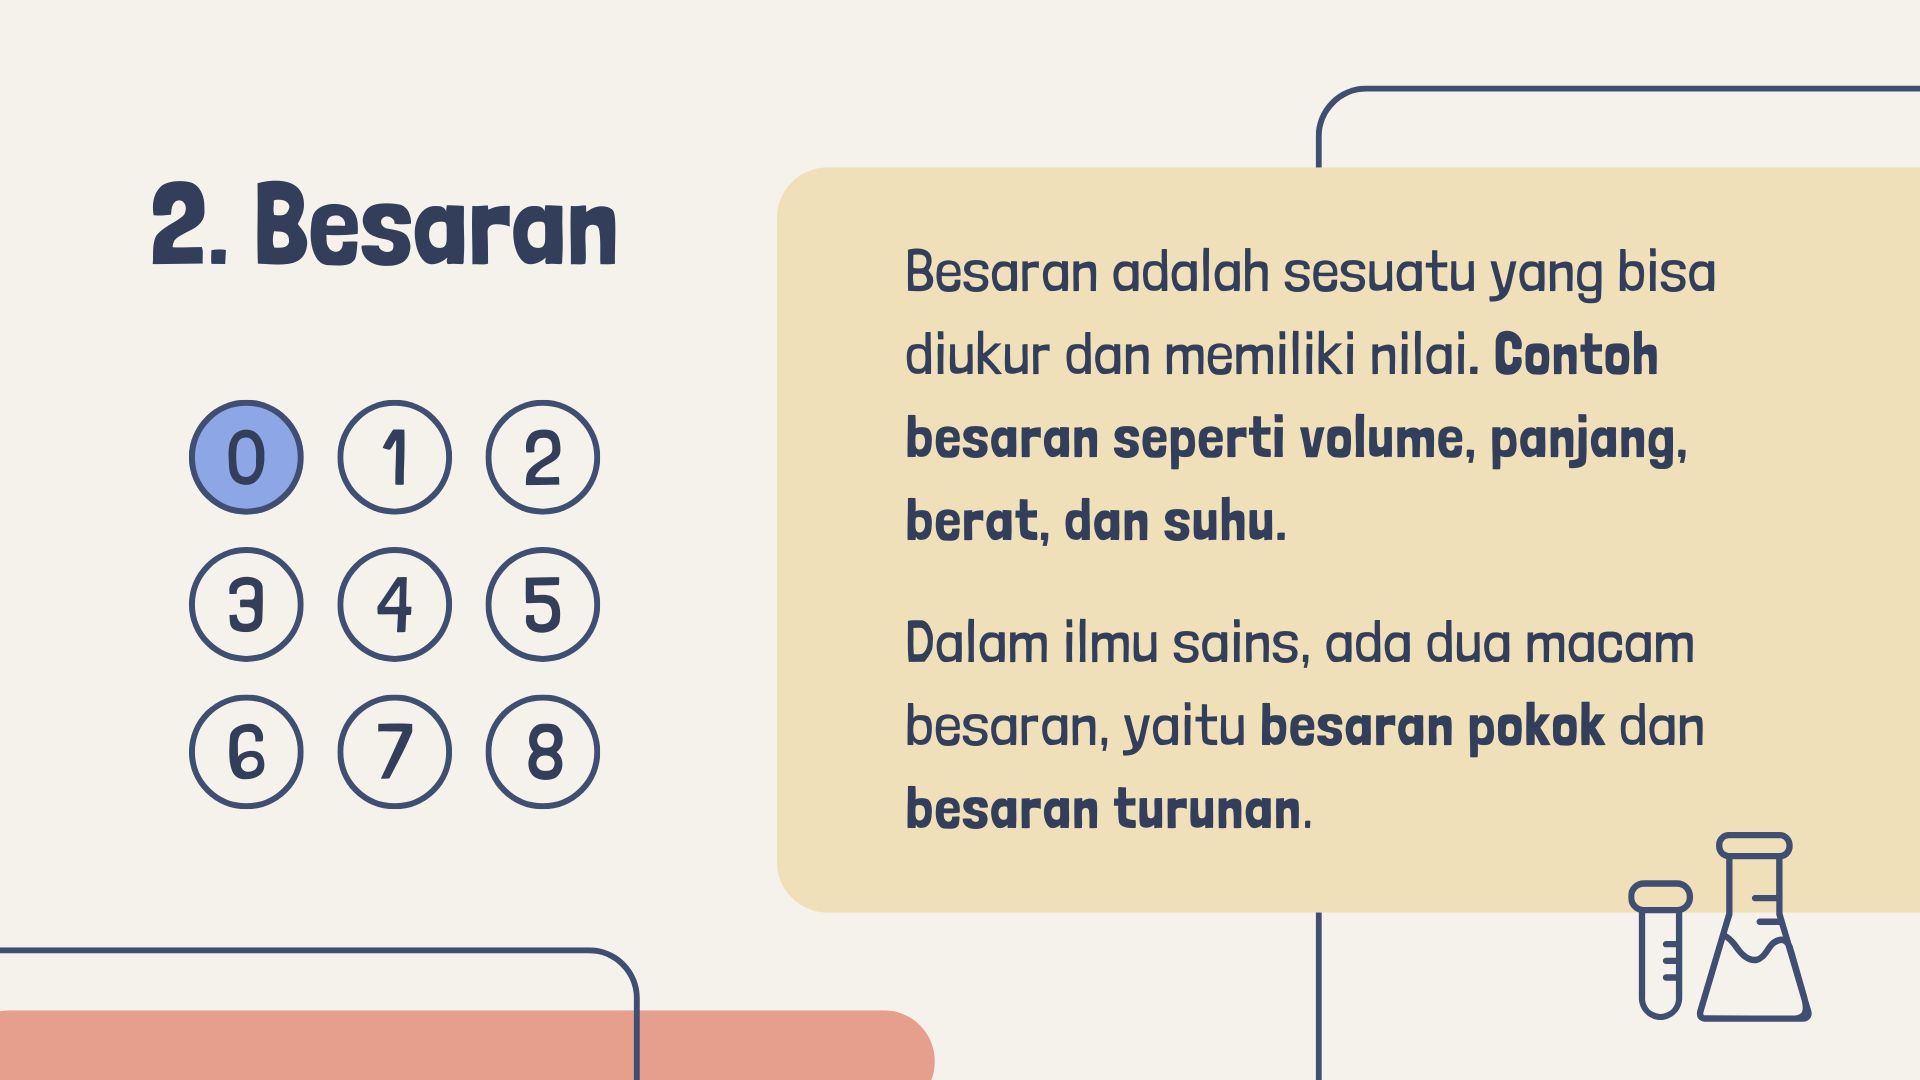 2. Besaran
0 1 2
3 4 5
6 7 8
Besaran adalah sesuatu yang bisa
diukur dan memiliki nilai. Contoh
besaran seperti volume, panjang,
berat, dan suhu.
Dalam ilmu sains, ada dua macam
besaran, yaitu besaran pokok dan
besaran turunan.